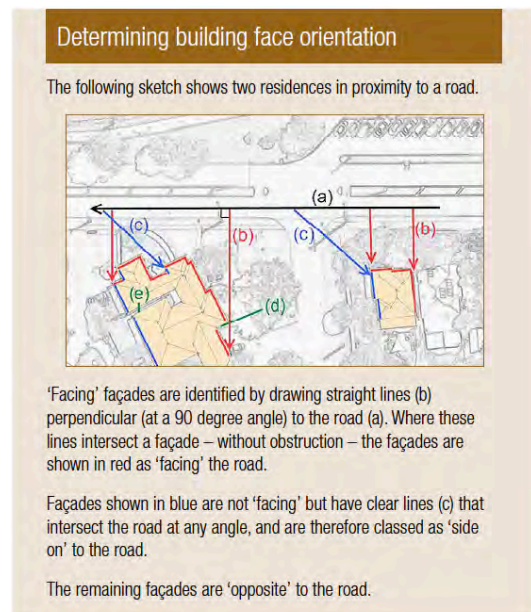 Determining building face orientation
The following sketch shows two residences in proximity to a road.
(a)
(c)
(b)
(c)
(b)
(e)
(d)
‘Facing’ façades are identified by drawing straight lines (b)
perpendicular (at a 90 degree angle) to the road (a). Where these
lines intersect a façade – without obstruction – the façades are
shown in red as ‘facing’ the road.
Façades shown in blue are not ‘facing’ but have clear lines (c) that
intersect the road at any angle, and are therefore classed as ‘side
on’ to the road.
The remaining façades are ‘opposite’ to the road.